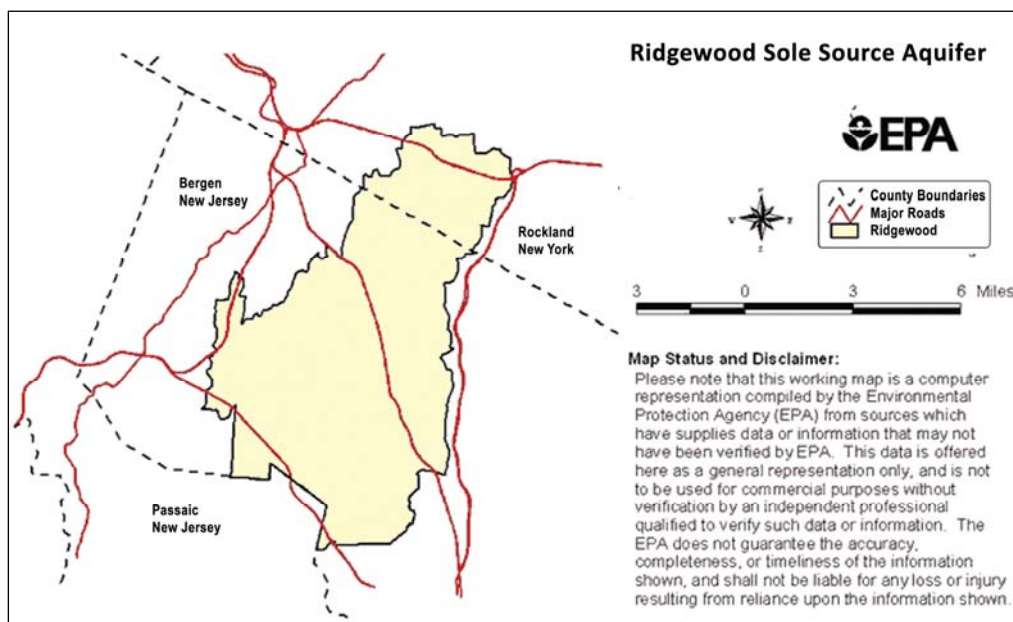 Ridgewood Sole Source Aquifer
EPA
Bergen
New Jersey
Rockland
New York
Passaic
New Jersey
County Boundaries
Major Roads
Ridgewood
N
W
E
S
3 0 3 6 Miles
Map Status and Disclaimer:
Please note that this working map is a computer
representation compiled by the Environmental
Protection Agency (EPA) from sources which
have supplies data or information that may not
have been verified by EPA. This data is offered
here as a general representation only, and is not
to be used for commercial purposes without
verification by an independent professional
qualified to verify such data or information. The
EPA does not guarantee the accuracy,
completeness, or timeliness of the information
shown, and shall not be liable for any loss or injury
resulting from reliance upon the information shown.